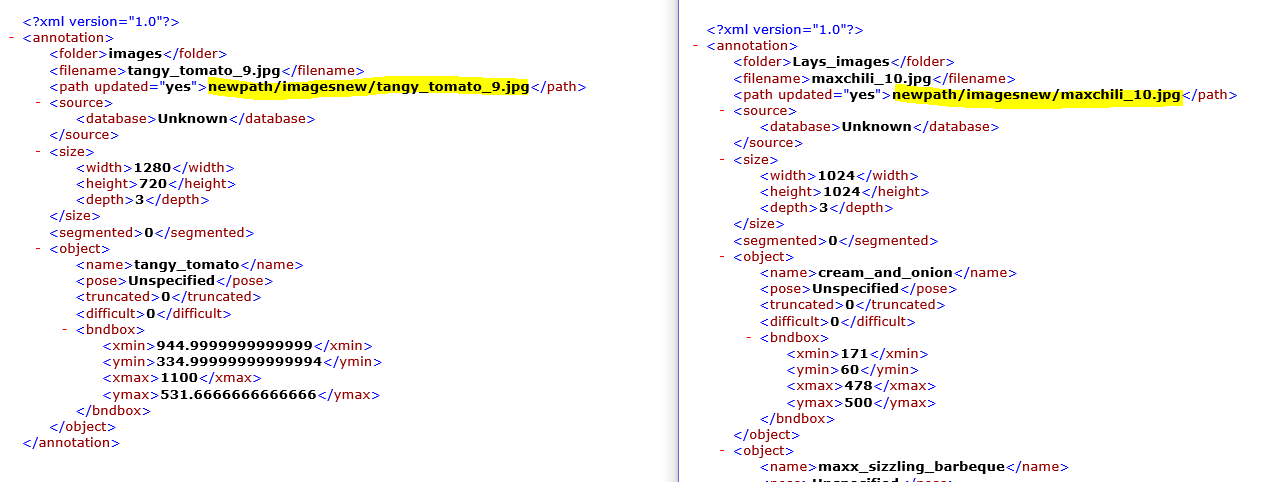 <?xml version="1.0"?>
- <annotation>
<folder>images</folder>
<filename>tangy_tomato_9.jpg</filename>
<path updated="yes">newpath/imagesnew/tangy_tomato_9.jpg</path>
- <source>
<database>Unknown</database>
</source>
- <size>
<width>1280</width>
<height>720</height>
<depth>3</depth>
</size>
<segmented>0</segmented>
- <object>
<name>tangy_tomato</name>
<pose>Unspecified</pose>
<truncated>0</truncated>
<difficult>0</difficult>
- <bndbox>
<xmin>944.9999999999999</xmin>
<ymin>334.99999999999994</ymin>
<xmax>1100</xmax>
<ymax>531.6666666666666</ymax>
</bndbox>
</object>
</annotation>
<?xml version="1.0"?>
- <annotation>
<folder>Lays_images</folder>
<filename>maxchili_10.jpg</filename>
<path updated="yes">newpath/imagesnew/maxchili_10.jpg</path>
- <source>
<database>Unknown</database>
</source>
- <size>
<width>1024</width>
<height>1024</height>
<depth>3</depth>
</size>
<segmented>0</segmented>
- <object>
<name>cream_and_onion</name>
<pose>Unspecified</pose>
<truncated>0</truncated>
<difficult>0</difficult>
- <bndbox>
<xmin>171</xmin>
<ymin>60</ymin>
<xmax>478</xmax>
<ymax>500</ymax>
</bndbox>
</object>
- <object>
<name>maxx_sizzling_barbeque</name>